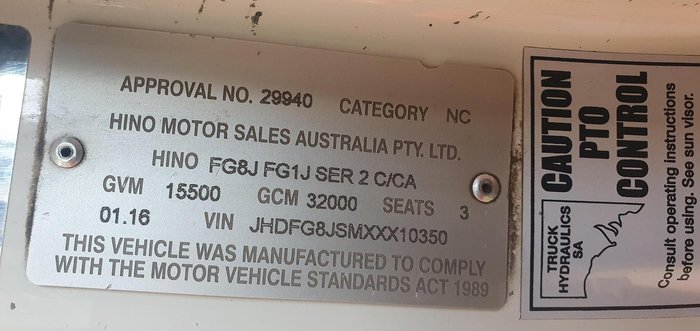 APPROVAL NO. 29940 CATEGORY NC
HINO MOTOR SALES AUSTRALIA PTY. LTD.
HINO FG8J FG1J SER 2 C/CA
GVM 15500 GCM 32000 SEATS 3
01.16 VIN JHDFG8JSMXXX10350
THIS VEHICLE WAS MANUFACTURED TO COMPLY
WITH THE MOTOR VEHICLE STANDARDS ACT 1989
CAUTION
PTO
CONTROL
TRUCK
HYDRAULICS
SA
Consult operating instructions
before using. See sun visor.